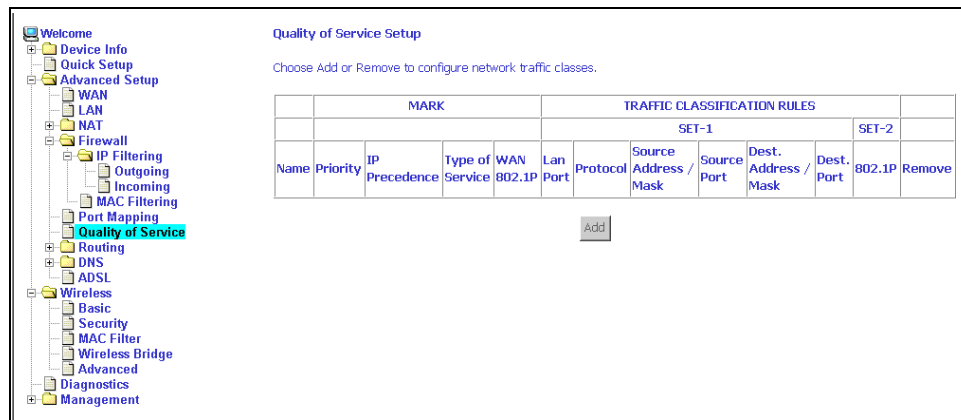 Welcome
Device Info
Quick Setup
Advanced Setup
WAN
LAN
NAT
Firewall
IP Filtering
Outgoing
Incoming
MAC Filtering
Port Mapping
Quality of Service
Routing
DNS
ADSL
Wireless
Basic
Security
MAC Filter
Wireless Bridge
Advanced
Diagnostics
Management
Quality of Service Setup
Choose Add or Remove to configure network traffic classes.
MARK TRAFFIC CLASSIFICATION RULES
SET-1 SET-2
Name Priority IP Precedence Type of Service WAN 802.1P Lan Port Protocol Source Address / Mask Source Port Dest. Address / Mask Dest. Port 802.1P Remove
Add